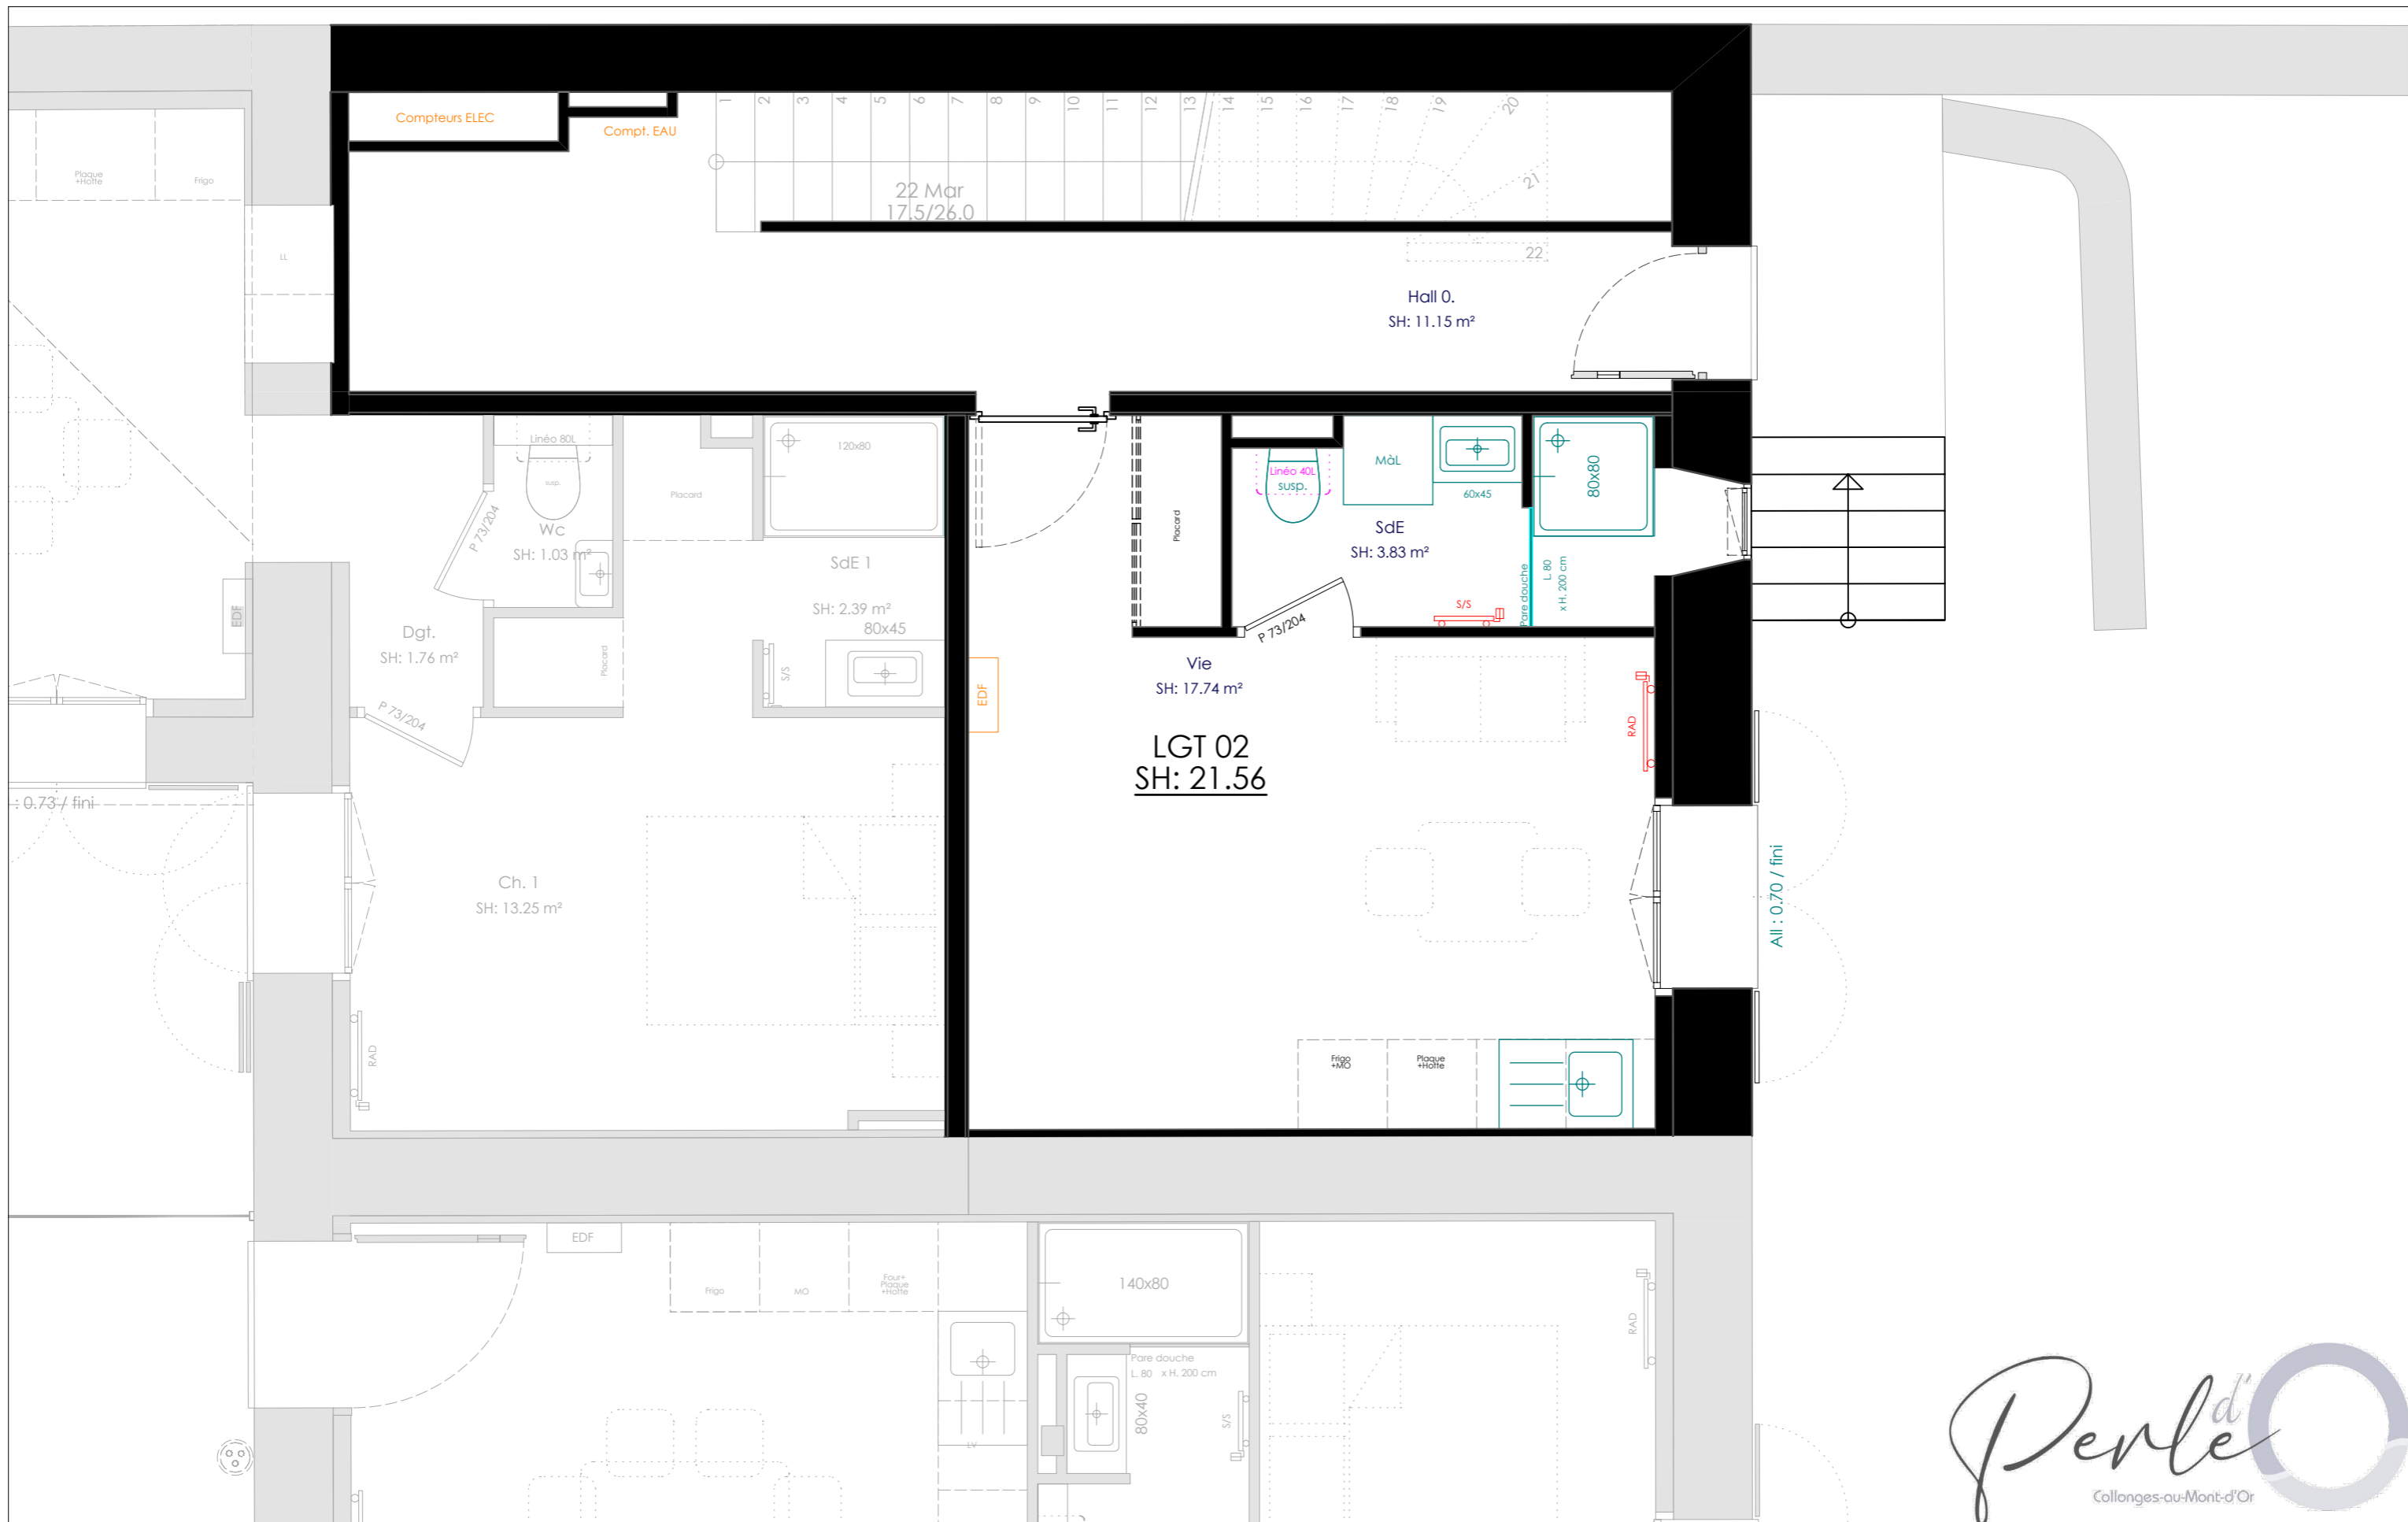 Compteurs ELEC
Compt. EAU
1
2
3
4
5
6
7
8
9
10
11
12
13
14
15
16
17
18
19
20
21
22
22 Mar
17.5/26.0
Plaque
+Hotte
Frigo
LL
Hall 0.
SH: 11.15 m²
Linéo 80L
susp.
Wc
SH: 1.03 m²
P 73/204
Placard
120x80
SdE 1
SH: 2.39 m²
80x45
S/S
Placard
Dgt.
SH: 1.76 m²
P 73/204
EDF
: 0.73 / fini
Ch. 1
SH: 13.25 m²
RAD
Placard
Linéo 40L
susp.
MàL
60x45
80x80
SdE
SH: 3.83 m²
Pare douche
L. 80
x H. 200 cm
S/S
P 73/204
Vie
SH: 17.74 m²
EDF
RAD
LGT 02
SH: 21.56
All : 0.70 / fini
Frigo
+MO
Plaque
+Hotte
EDF
Frigo
MO
Four+
Plaque
+Hotte
LV
140x80
Pare douche
L. 80 x H. 200 cm
80x40
S/S
RAD
Perle d'O
Collonges-au-Mont-d'Or